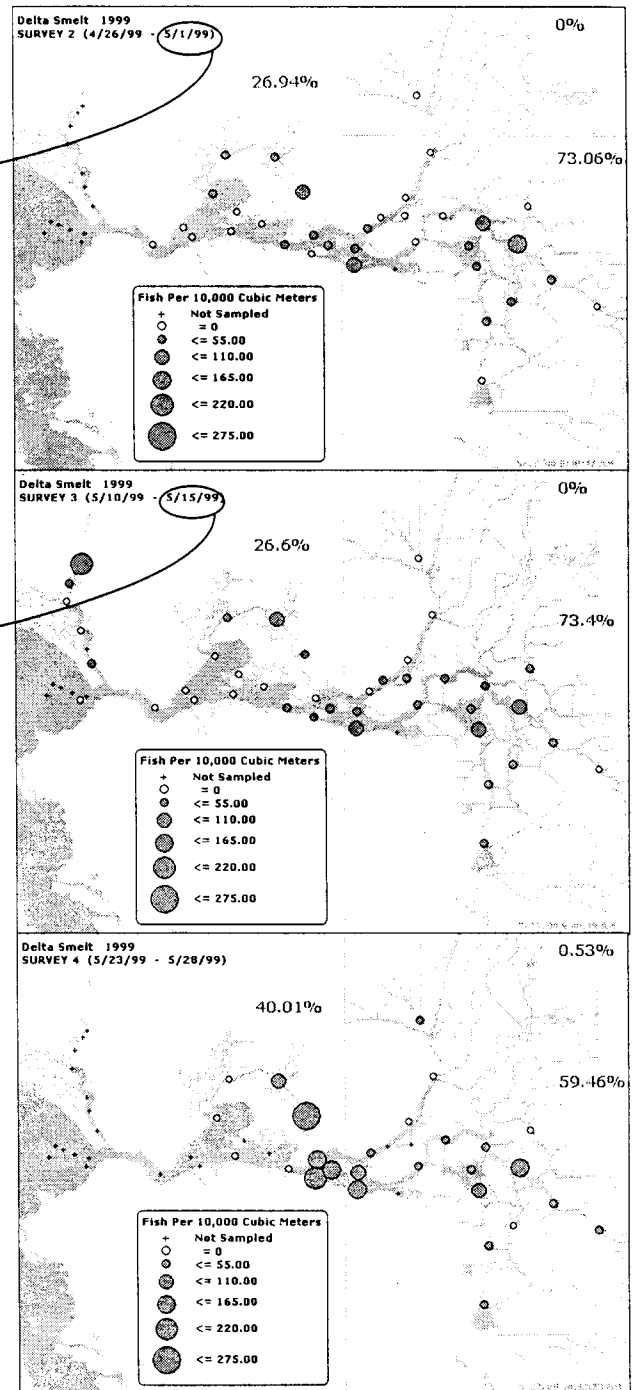 Delta Smelt 1999
SURVEY 2 (4/26/99 - 5/1/99)
0%
26.94%
73.06%
Fish Per 10,000 Cubic Meters
+ Not Sampled
= 0
<= 55.00
<= 110.00
<= 165.00
<= 220.00
<= 275.00
Delta Smelt 1999
SURVEY 3 (5/10/99 - 5/15/99)
0%
26.6%
73.4%
Fish Per 10,000 Cubic Meters
+ Not Sampled
= 0
<= 55.00
<= 110.00
<= 165.00
<= 220.00
<= 275.00
Delta Smelt 1999
SURVEY 4 (5/23/99 - 5/28/99)
0.53%
40.01%
59.46%
Fish Per 10,000 Cubic Meters
+ Not Sampled
= 0
<= 55.00
<= 110.00
<= 165.00
<= 220.00
<= 275.00